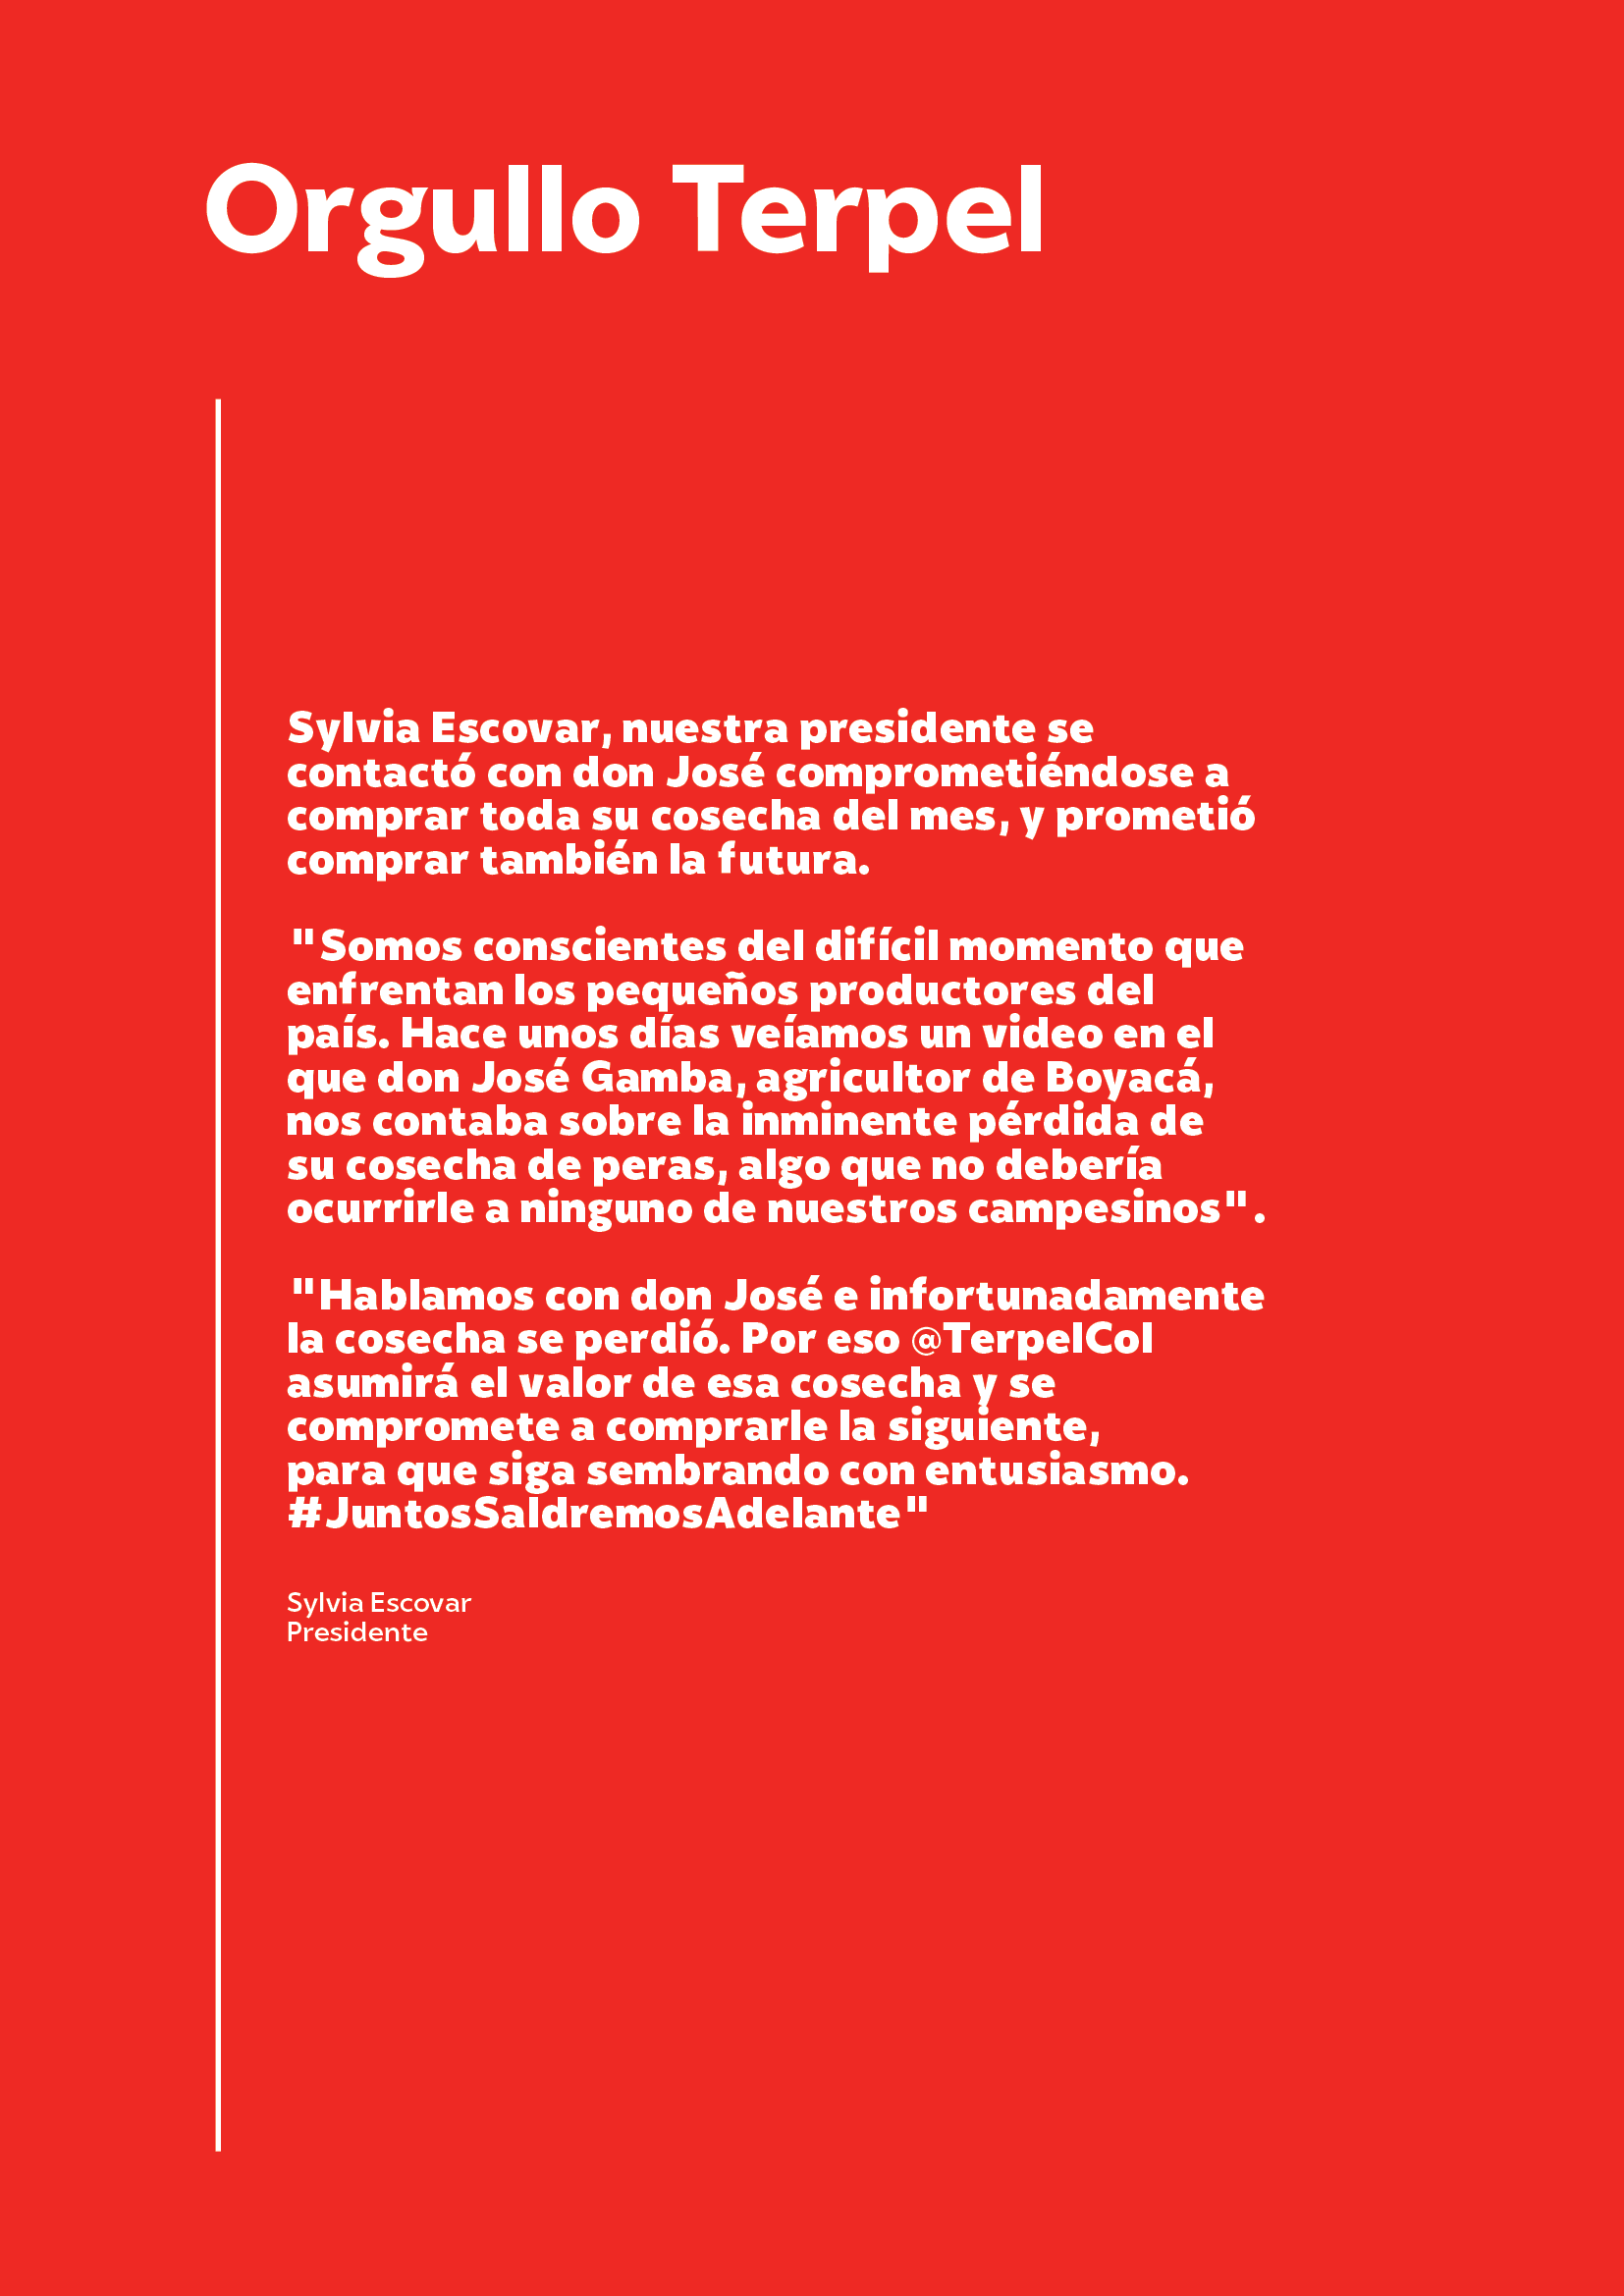 Orgullo Terpel
Sylvia Escovar, nuestra presidente se
contactó con don José comprometiéndose a
comprar toda su cosecha del mes, y prometió
comprar también la futura.
"Somos conscientes del difícil momento que
enfrentan los pequeños productores del
país. Hace unos días veíamos un video en el
que don José Gamba, agricultor de Boyacá,
nos contaba sobre la inminente pérdida de
su cosecha de peras, algo que no debería
ocurrirle a ninguno de nuestros campesinos".
"Hablamos con don José e infortunadamente
la cosecha se perdió. Por eso @TerpelCol
asumirá el valor de esa cosecha y se
compromete a comprarle la siguiente,
para que siga sembrando con entusiasmo.
#JuntosSaldremosAdelante"
Sylvia Escovar
Presidente